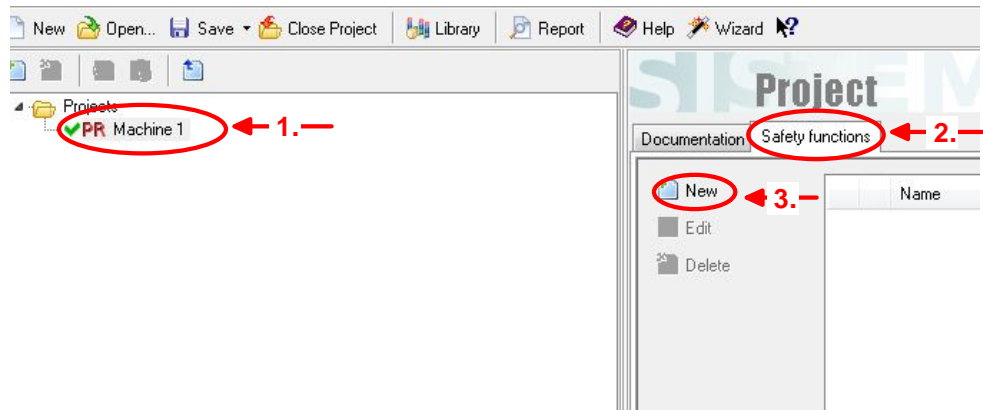 New Open... Save Close Project Library Report Help Wizard
SISTEM
Project
Projects
PR Machine 1
1.
Documentation Safety functions
2.
New
3.
Name
Edit
Delete